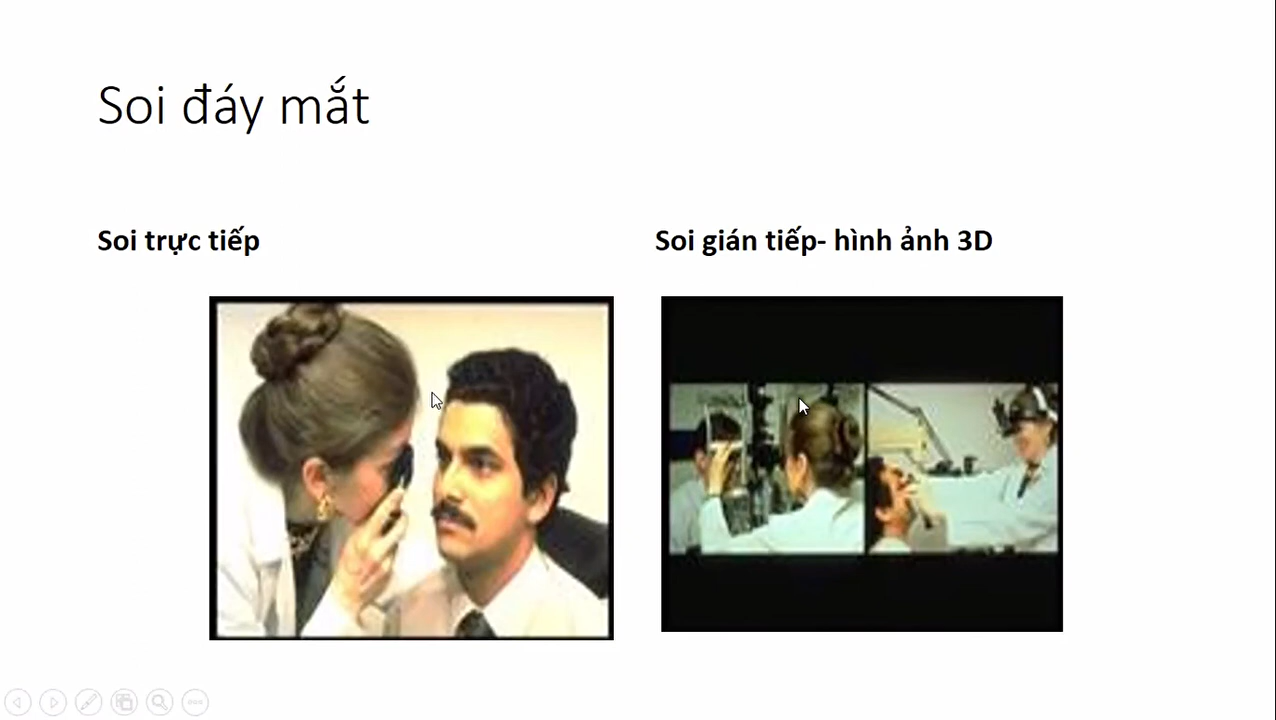 Soi đáy mắt
Soi trực tiếp
Soi gián tiếp- hình ảnh 3D